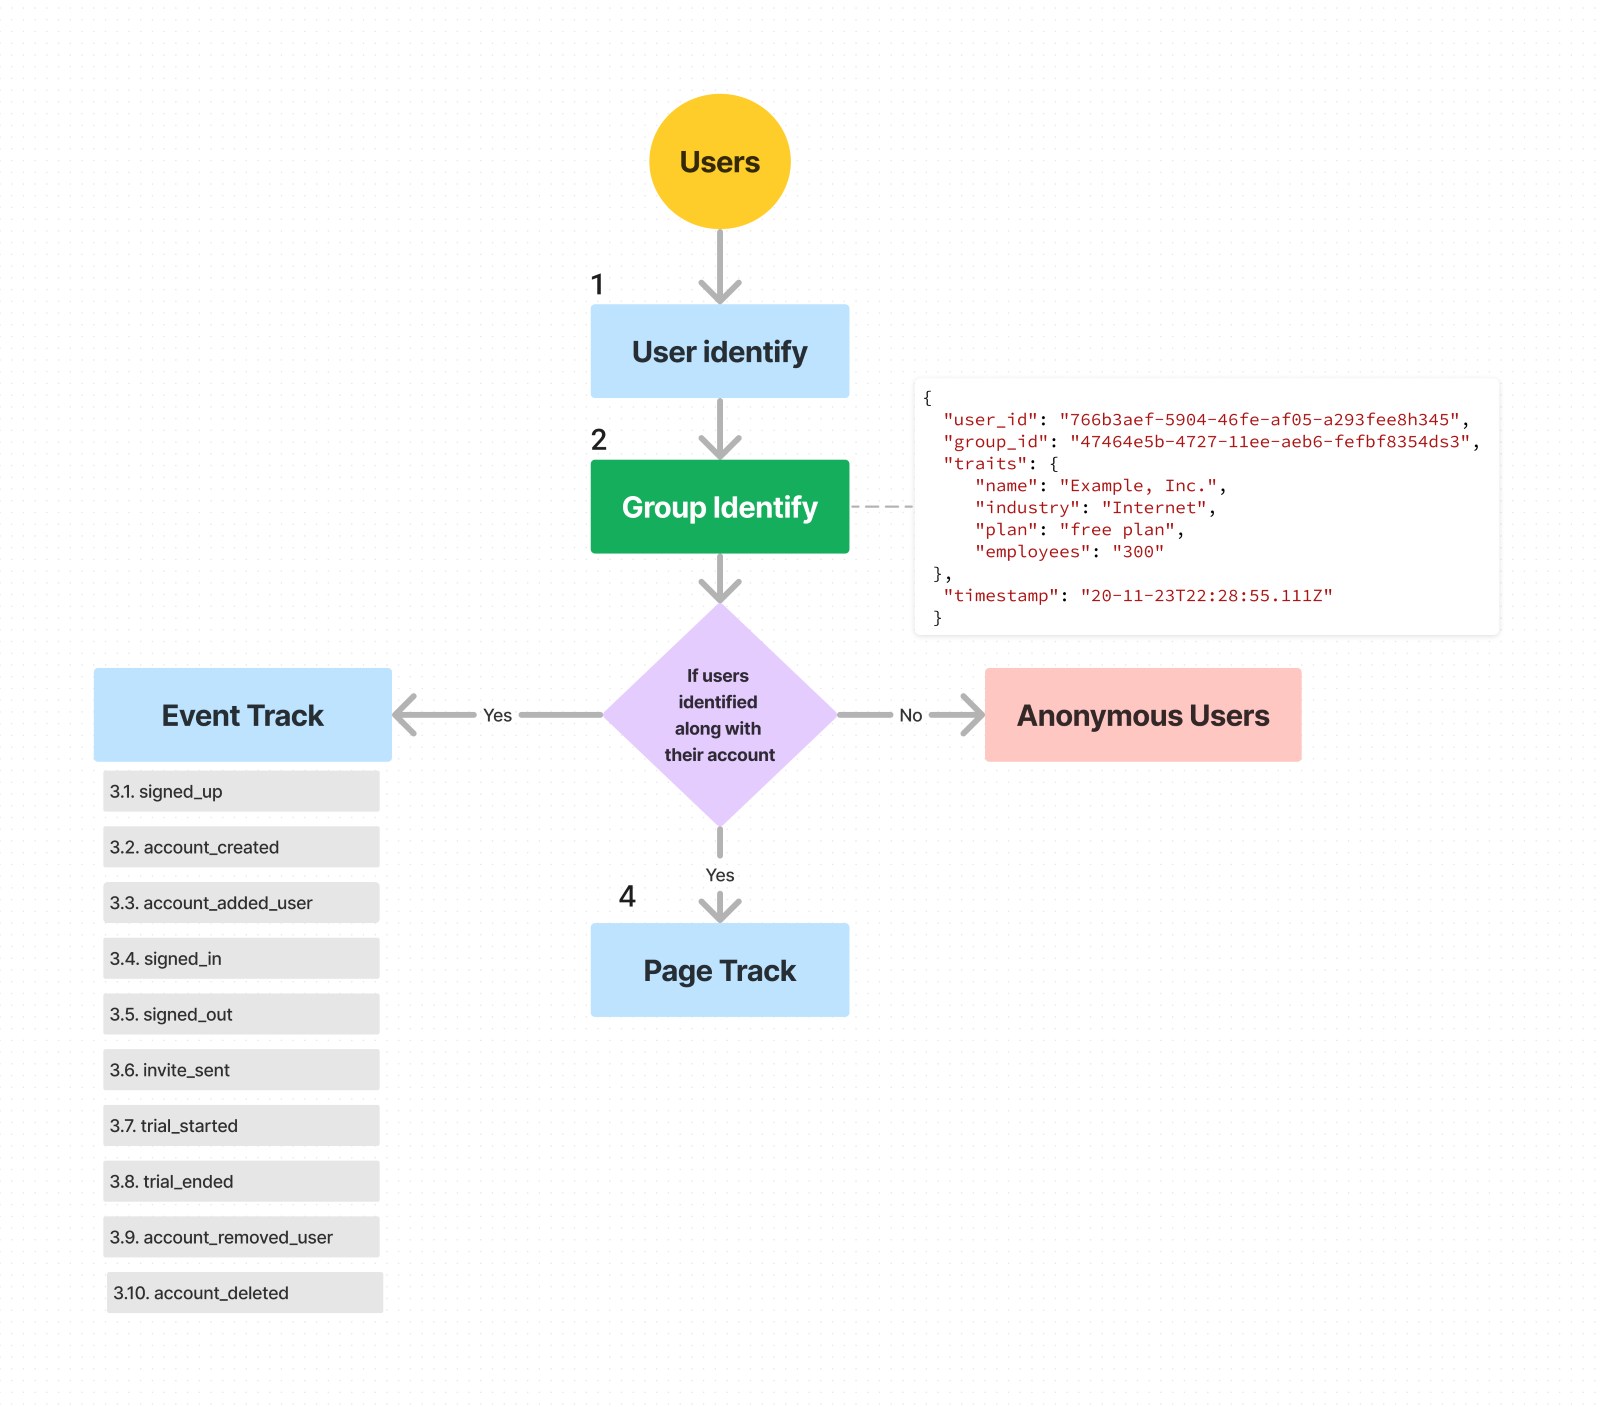 Users
1
User identify
2
Group Identify
{
"user_id": "766b3aef-5904-46fe-af05-a293fee8h345",
"group_id": "47464e5b-4727-11ee-aeb6-fefbf8354ds3",
"traits": {
"name": "Example, Inc.",
"industry": "Internet",
"plan": "free plan",
"employees": "300"
},
"timestamp": "20-11-23T22:28:55.111Z"
}
If users
identified
along with
their account
Yes
No
Event Track
Anonymous Users
3.1. signed_up
3.2. account_created
3.3. account_added_user
3.4. signed_in
3.5. signed_out
3.6. invite_sent
3.7. trial_started
3.8. trial_ended
3.9. account_removed_user
3.10. account_deleted
Yes
4
Page Track